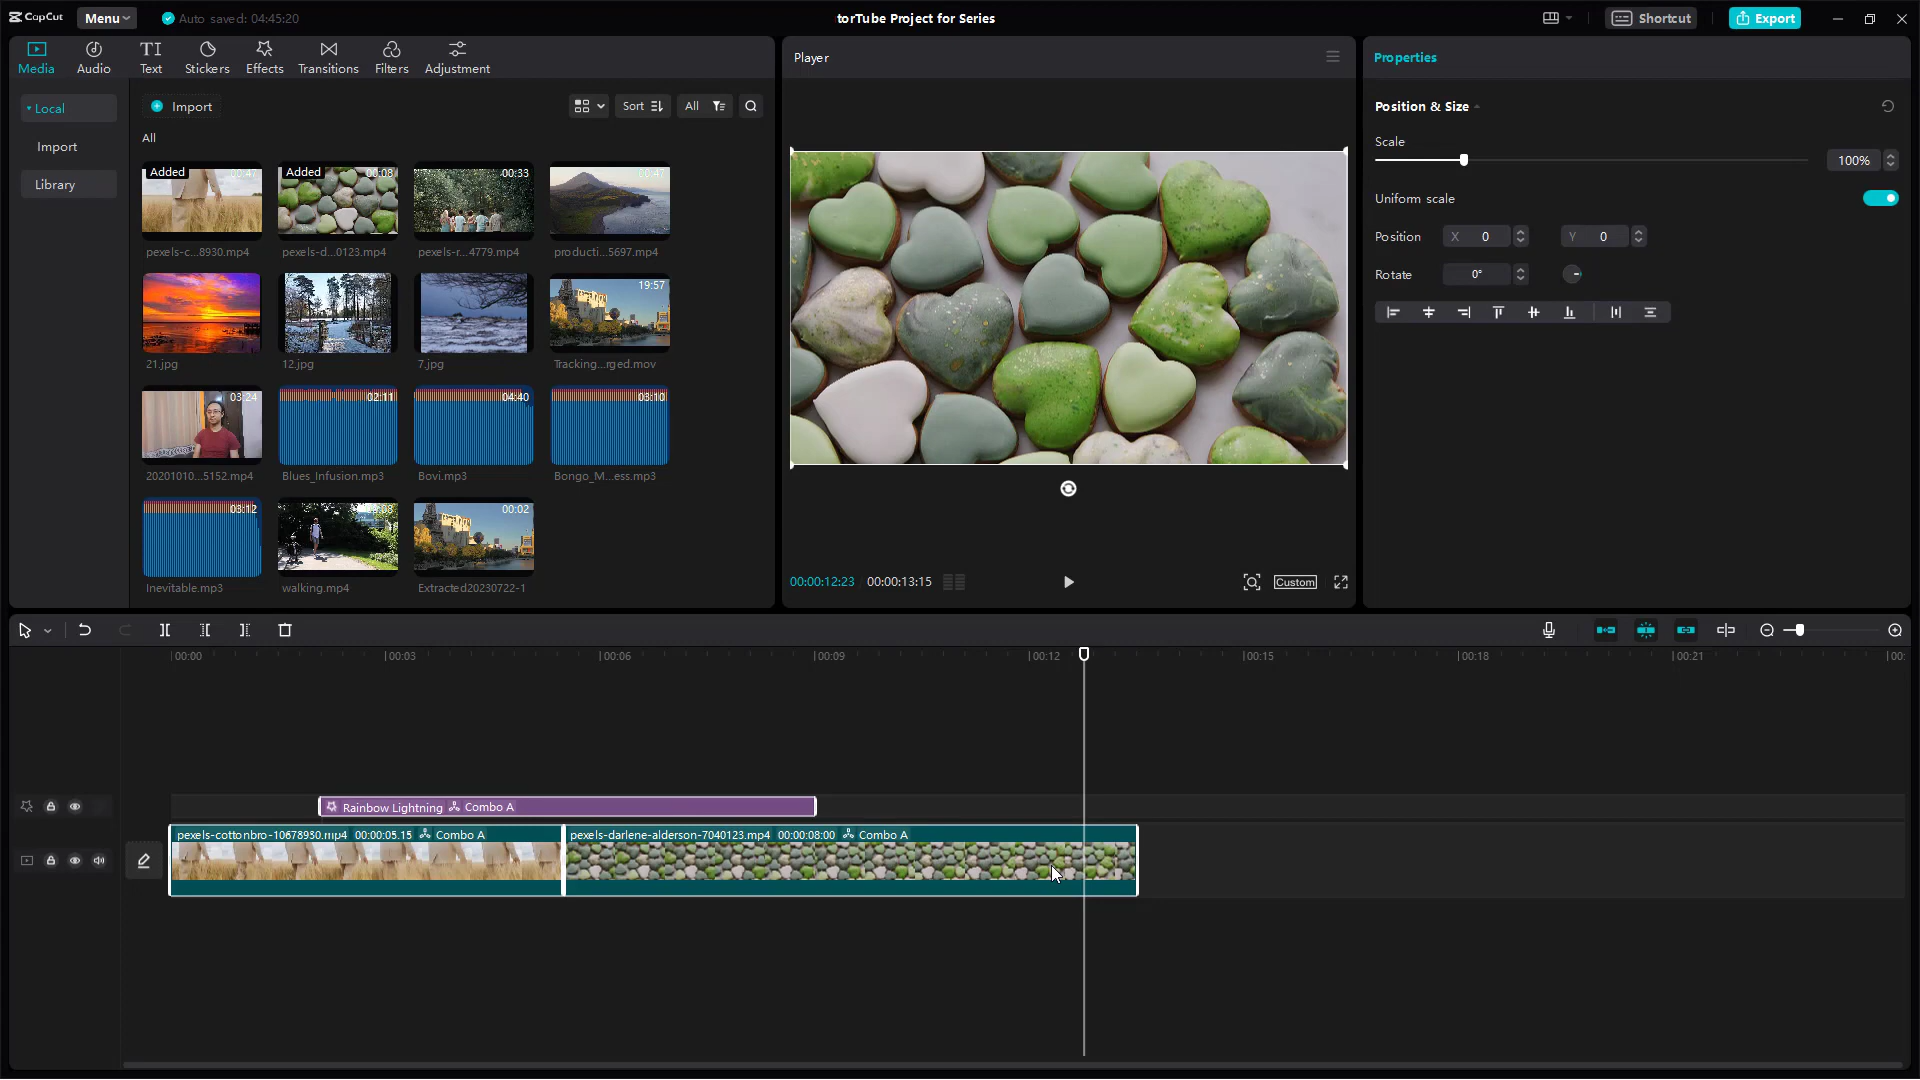 CapCut
Menu
Auto saved: 04:45:20
torTube Project for Series
Shortcut
Export
Media
Audio
Text
Stickers
Effects
Transitions
Filters
Adjustment
Player
Properties
Local
Import
Library
Import
Sort
All
All
Added
00:47
Added
00:08
00:33
00:47
pexels-c...8930.mp4
pexels-d...0123.mp4
pexels-r...4779.mp4
producti...5697.mp4
19:57
21.jpg
12.jpg
7.jpg
Tracking...rged.mov
03:24
02:11
04:40
03:10
20201010...5152.mp4
Blues_Infusion.mp3
Bovi.mp3
Bongo_M...ess.mp3
03:12
00:02
Inevitable.mp3
walking.mp4
Extracted20230722-1
00:00:12:23
00:00:13:15
Custom
Position & Size
Scale
100%
Uniform scale
Position
X 0
Y 0
Rotate
0°
00:00
00:03
00:06
00:09
00:12
00:15
00:18
00:21
00:
Rainbow Lightning Combo A
pexels-cottonbro-10678930.mp4 00:00:05.15 Combo A
pexels-darlene-alderson-7040123.mp4 00:00:08:00 Combo A